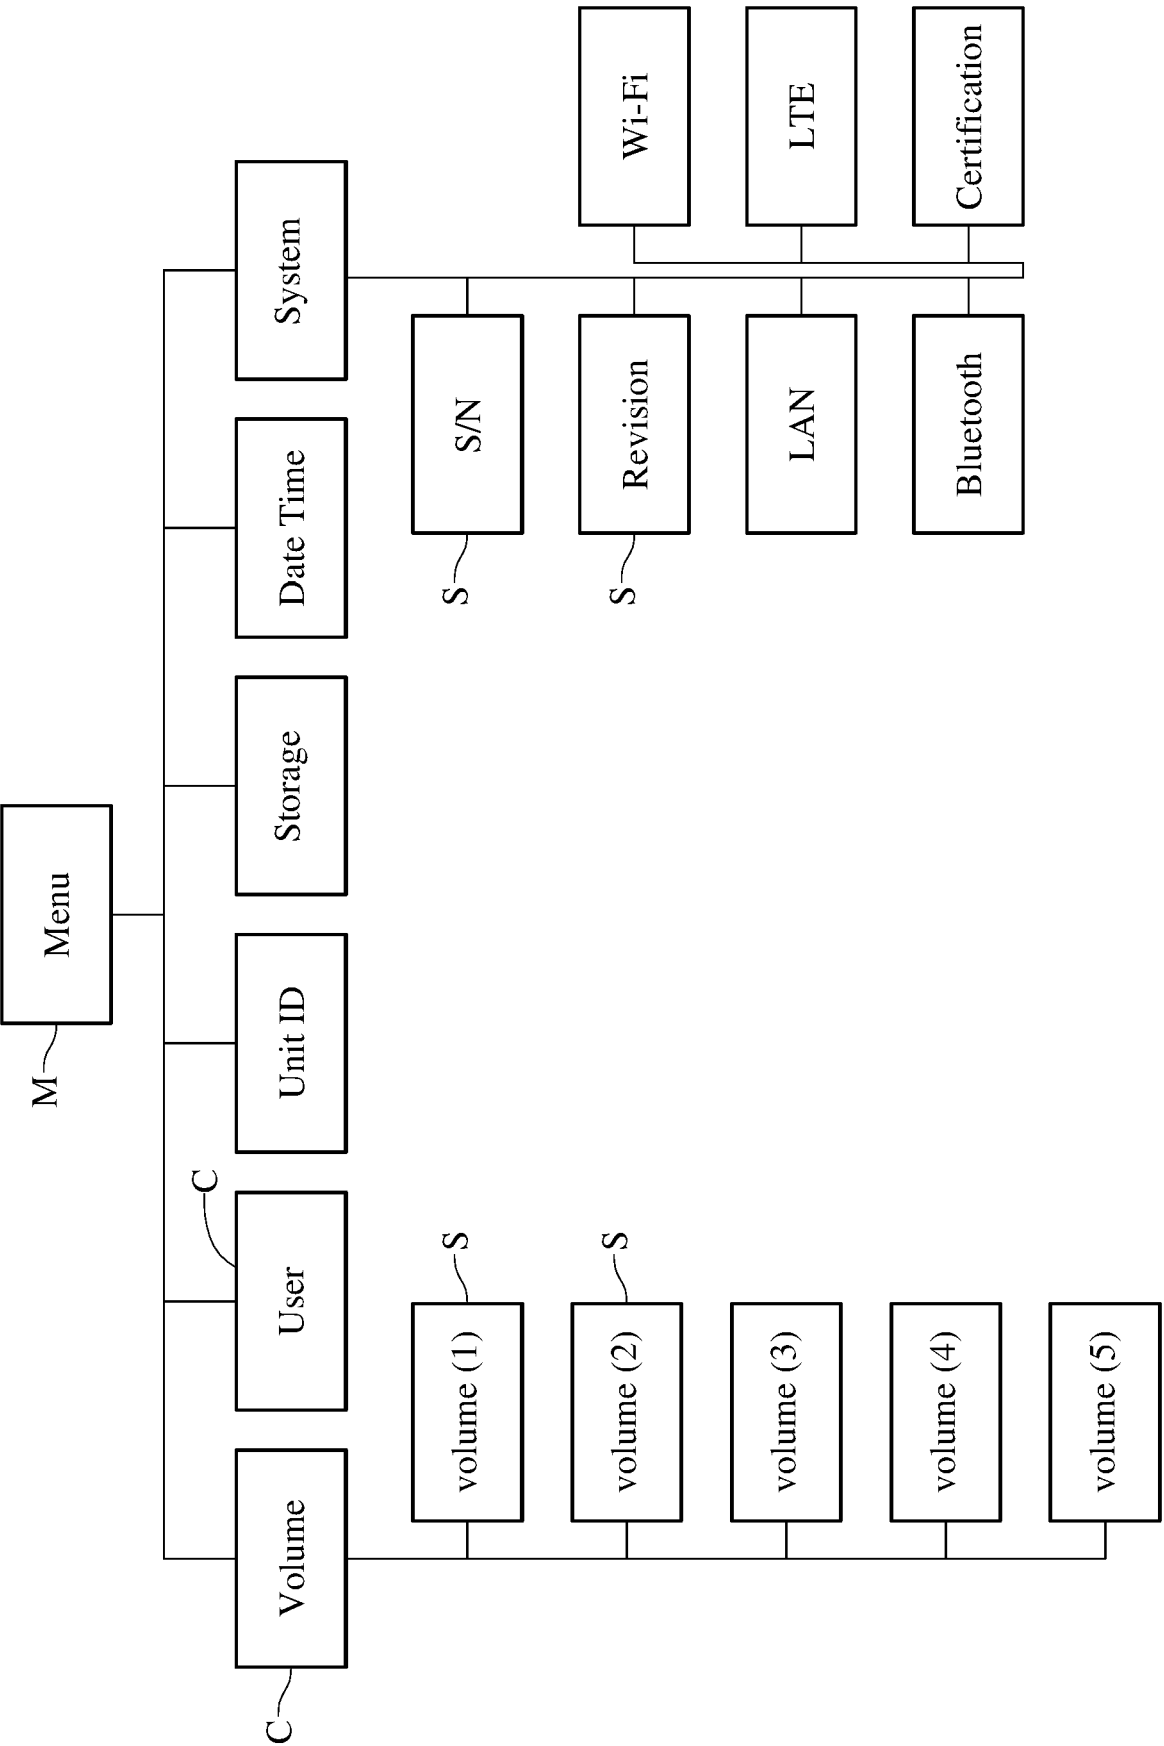 M
Menu
C
Volume
User
C
Unit ID
Storage
Date Time
System
volume (1)
S
volume (2)
S
volume (3)
volume (4)
volume (5)
S
S/N
S
Revision
LAN
Bluetooth
Wi-Fi
LTE
Certification